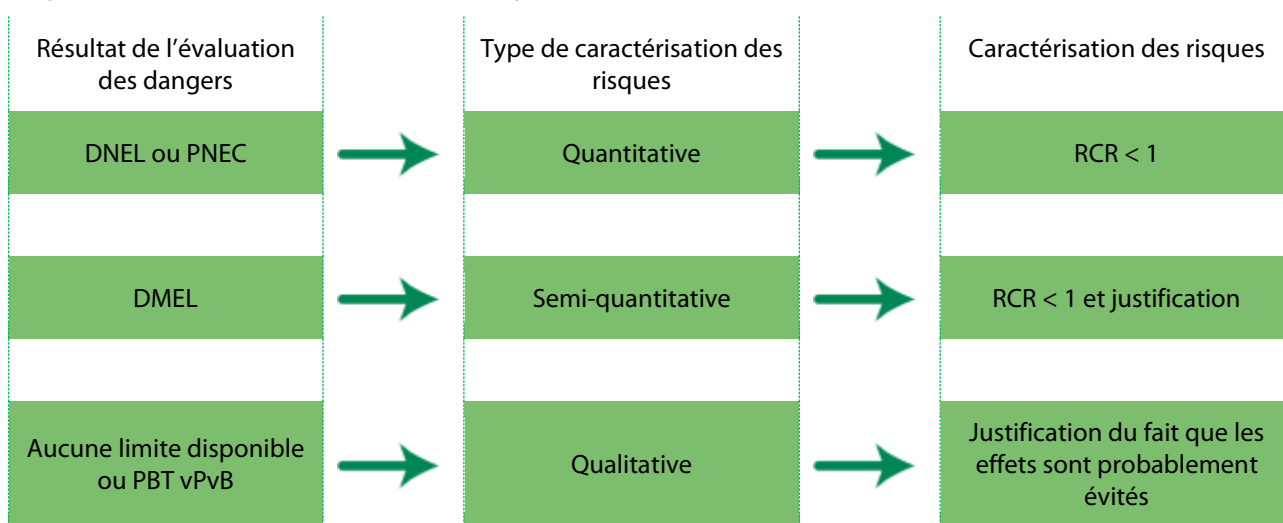 Résultat de l’évaluation
des dangers
Type de caractérisation des
risques
Caractérisation des risques
DNEL ou PNEC
Quantitative
RCR < 1
DMEL
Semi-quantitative
RCR < 1 et justification
Aucune limite disponible
ou PBT vPvB
Qualitative
Justification du fait que les
effets sont probablement
évités